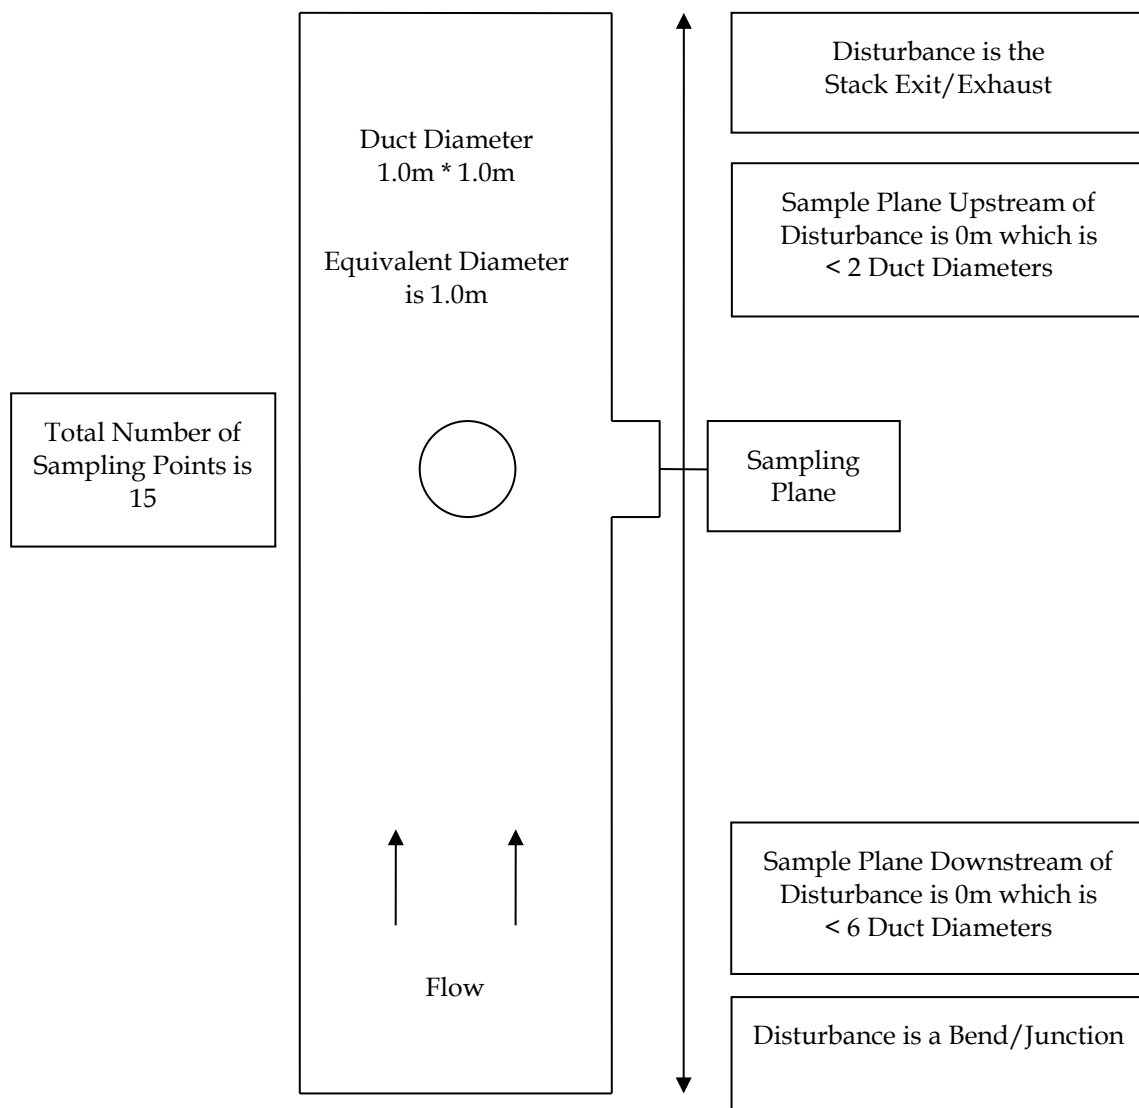 Disturbance is the
Stack Exit/Exhaust
Duct Diameter
1.0m * 1.0m
Sample Plane Upstream of
Disturbance is 0m which is
< 2 Duct Diameters
Equivalent Diameter
is 1.0m
Total Number of
Sampling Points is
15
Sampling
Plane
Sample Plane Downstream of
Disturbance is 0m which is
< 6 Duct Diameters
Flow
Disturbance is a Bend/Junction